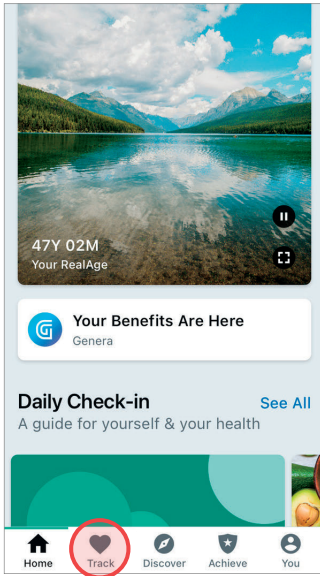 47Y 02M
Your RealAge
Your Benefits Are Here
Genera
Daily Check-in
See All
A guide for yourself & your health
Home
Track
Discover
Achieve
You